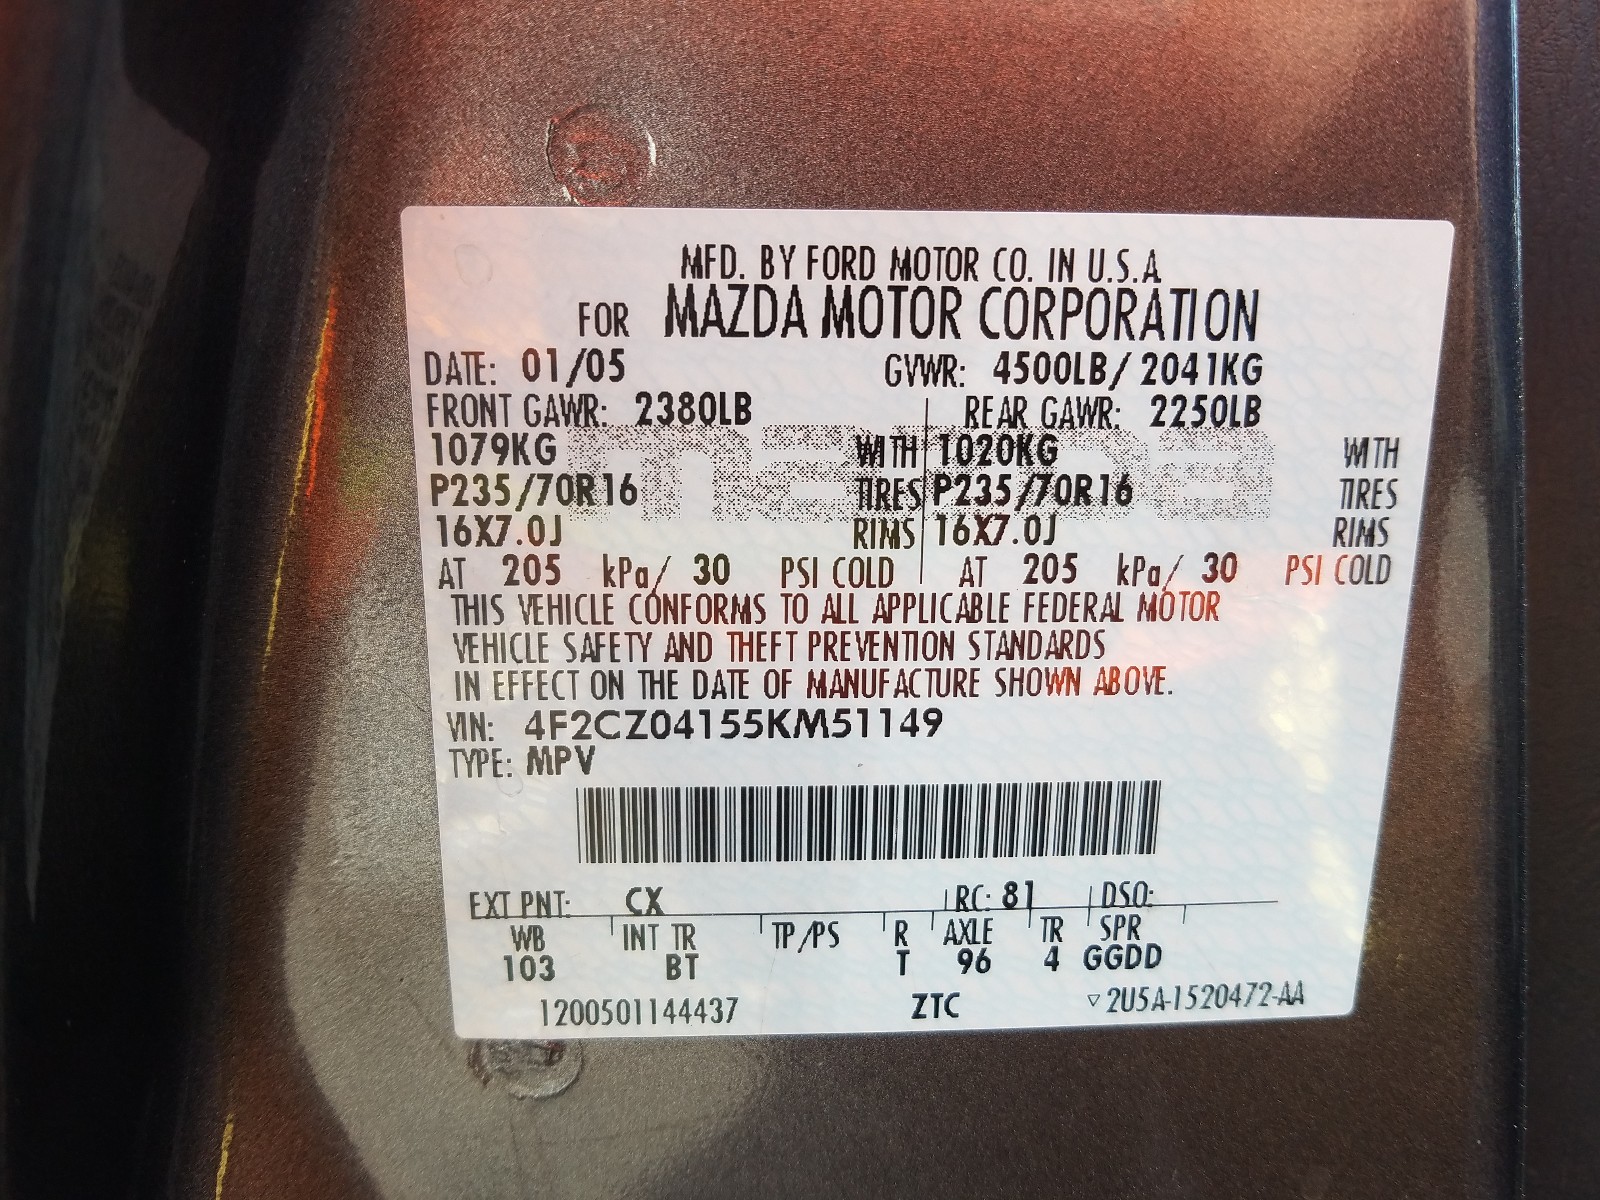 MFD. BY FORD MOTOR CO. IN U.S.A
FOR MAZDA MOTOR CORPORATION
DATE: 01/05 GVWR: 4500LB/2041KG
FRONT GAWR: 2380LB REAR GAWR: 2250LB
1079KG WITH 1020KG WITH
P235/70R16 TIRES P235/70R16 TIRES
16X7.0J RIMS 16X7.0J RIMS
AT 205 kPa/ 30 PSI COLD AT 205 kPa/ 30 PSI COLD
THIS VEHICLE CONFORMS TO ALL APPLICABLE FEDERAL MOTOR
VEHICLE SAFETY AND THEFT PREVENTION STANDARDS
IN EFFECT ON THE DATE OF MANUFACTURE SHOWN ABOVE.
VIN: 4F2CZ04155KM51149
TYPE: MPV
EXT PNT: CX RC: 81 DSO:
WB INT TR TP/PS R AXLE TR SPR
103 BT T 96 4 GGDD
1200501144437 ZTC ▽2U5A-1520472-AA